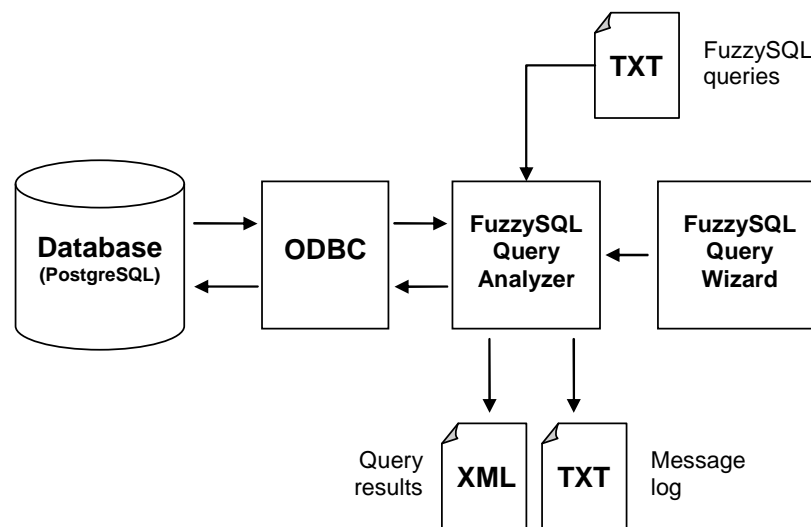 TXT
FuzzySQL
queries
Database
(PostgreSQL)
ODBC
FuzzySQL
Query
Analyzer
FuzzySQL
Query
Wizard
Query
results
XML
TXT
Message
log